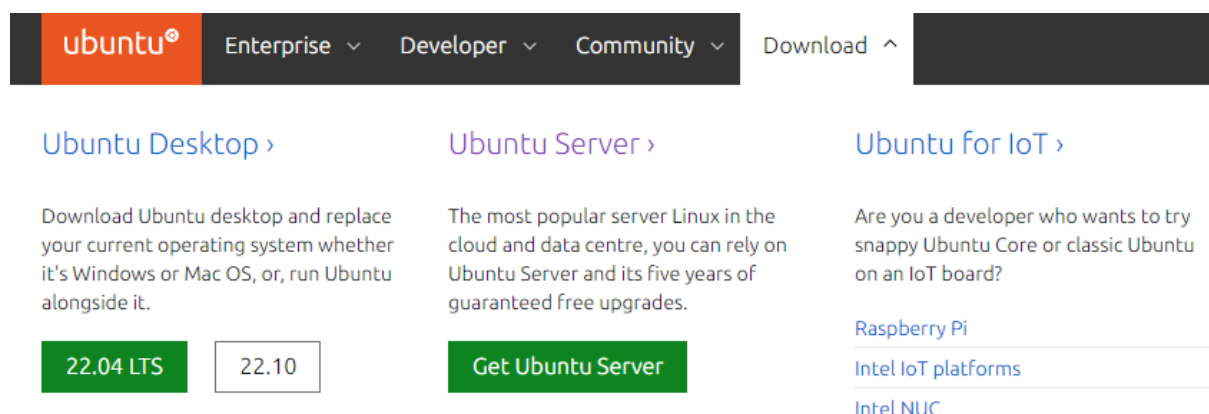 ubuntu® Enterprise Developer Community Download
Ubuntu Desktop ›
Download Ubuntu desktop and replace
your current operating system whether
it's Windows or Mac OS, or, run Ubuntu
alongside it.
22.04 LTS 22.10
Ubuntu Server ›
The most popular server Linux in the
cloud and data centre, you can rely on
Ubuntu Server and its five years of
guaranteed free upgrades.
Get Ubuntu Server
Ubuntu for IoT ›
Are you a developer who wants to try
snappy Ubuntu Core or classic Ubuntu
on an IoT board?
Raspberry Pi
Intel IoT platforms
Intel NUC